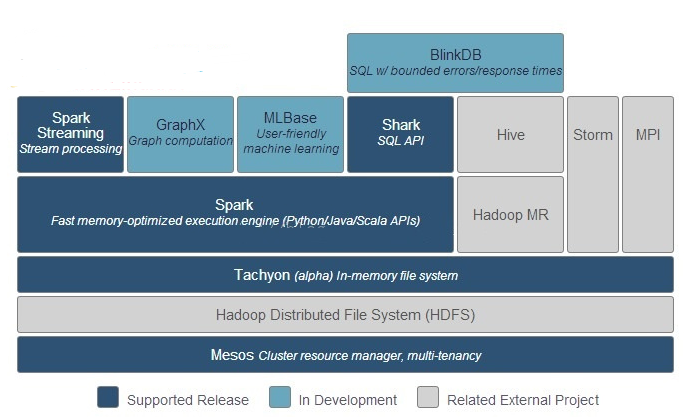 BlinkDB
SQL w/ bounded errors/response times
Spark
Streaming
Stream processing
GraphX
Graph computation
MLBase
User-friendly
machine learning
Shark
SQL API
Hive
Storm
MPI
Spark
Fast memory-optimized execution engine (Python/Java/Scala APIs)
Hadoop MR
Tachyon (alpha) In-memory file system
Hadoop Distributed File System (HDFS)
Mesos Cluster resource manager, multi-tenancy
Supported Release
In Development
Related External Project